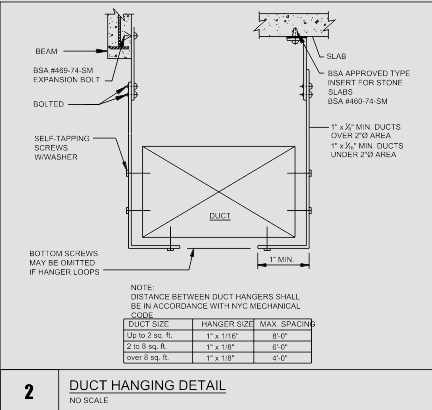 BEAM
BSA #469-74-SM
EXPANSION BOLT
BOLTED
SELF-TAPPING
SCREWS
W/WASHER
SLAB
BSA APPROVED TYPE
INSERT FOR STONE
SLABS
BSA #460-74-SM
1" x ⅛" MIN. DUCTS
OVER 2"Ø AREA
MIN. DUCTS
UNDER 2"Ø AREA
DUCT
BOTTOM SCREWS
MAY BE OMITTED
IF HANGER LOOPS
1" MIN.
NOTE:
DISTANCE BETWEEN DUCT HANGERS SHALL
BE IN ACCORDANCE WITH NYC MECHANICAL
CODE
DUCT SIZE HANGER SIZE MAX. SPACING
Up to 2 sq. ft. 1" x 1/16" 8'-0"
2 to 8 sq. ft. 1" x 1/8" 6'-0"
over 8 sq. ft. 1" x 1/8" 4'-0"
2
DUCT HANGING DETAIL
NO SCALE